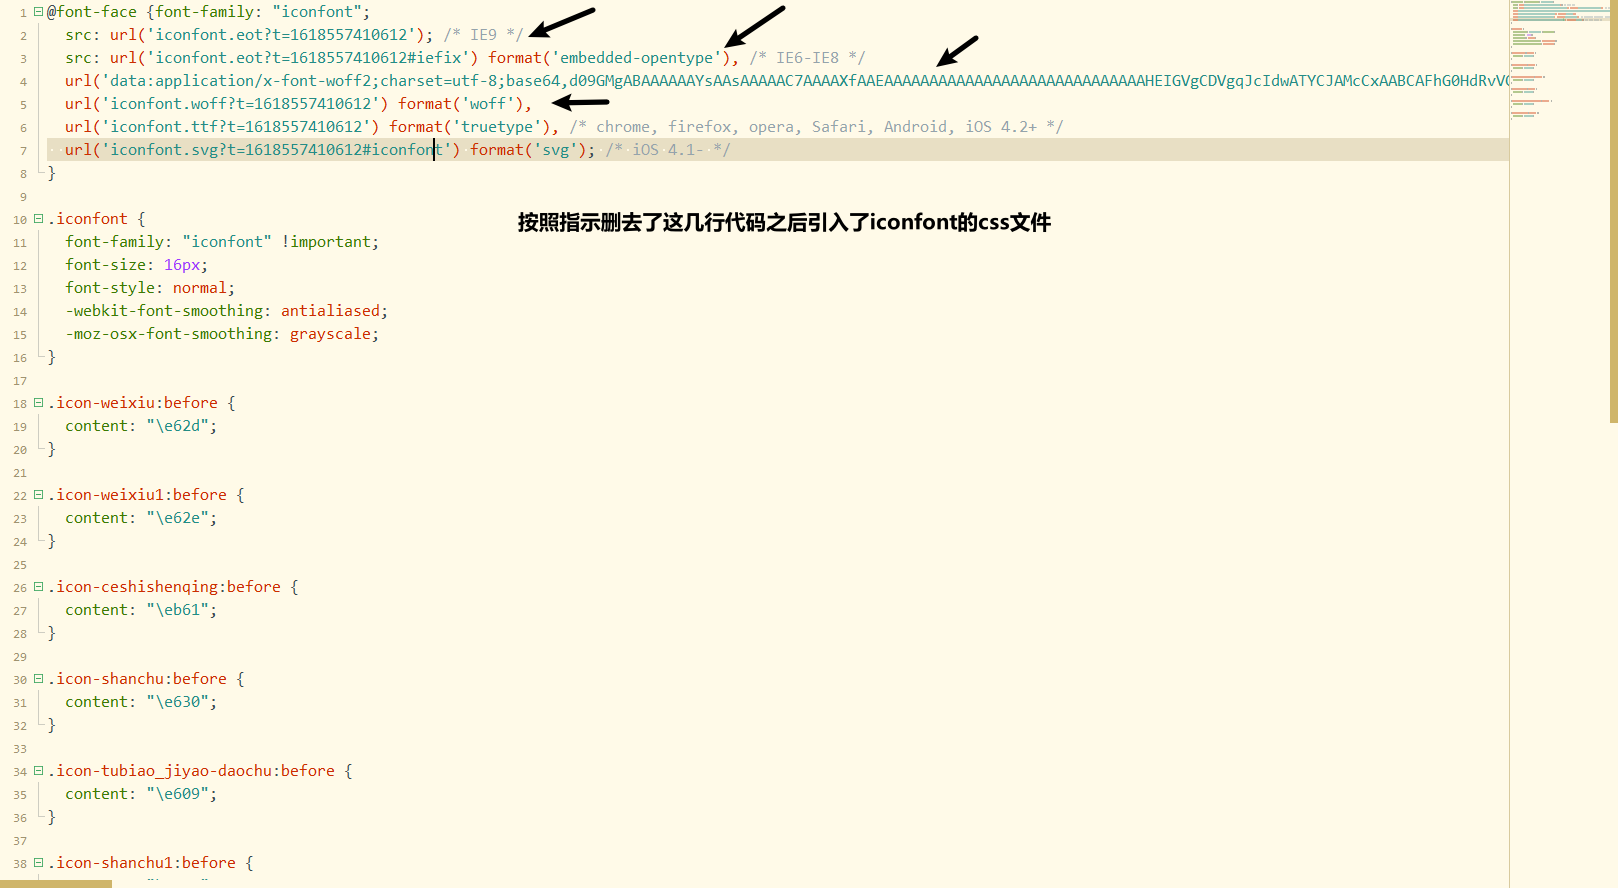 1 @font-face {font-family: "iconfont";
2 src: url('iconfont.eot?t=1618557410612'); /* IE9 */
3 src: url('iconfont.eot?t=1618557410612#iefix') format('embedded-opentype'), /* IE6-IE8 */
4 url('data:application/x-font-woff2;charset=utf-8;base64,d09GMgABAAAAAAYsAAsAAAAAC7AAAAXfAAEAAAAAAAAAAAAAAAAAAAAAAAAAAAAAHEIGVgCDVgqJcIdwATYCJAMcCxAABCAFhG0HdRvV
5 url('iconfont.woff?t=1618557410612') format('woff'),
6 url('iconfont.ttf?t=1618557410612') format('truetype'), /* chrome, firefox, opera, Safari, Android, iOS 4.2+ */
7 url('iconfont.svg?t=1618557410612#iconfont') format('svg'); /* iOS 4.1- */
8 }
9
10 .iconfont {
按照指示删去了这几行代码之后引入了iconfont的css文件
11 font-family: "iconfont" !important;
12 font-size: 16px;
13 font-style: normal;
14 -webkit-font-smoothing: antialiased;
15 -moz-osx-font-smoothing: grayscale;
16 }
17
18 .icon-weixiu:before {
19 content: "\e62d";
20 }
21
22 .icon-weixiu1:before {
23 content: "\e62e";
24 }
25
26 .icon-ceshishenqing:before {
27 content: "\eb61";
28 }
29
30 .icon-shanchu:before {
31 content: "\e630";
32 }
33
34 .icon-tubiao_jiyao-daochu:before {
35 content: "\e609";
36 }
37
38 .icon-shanchu1:before {